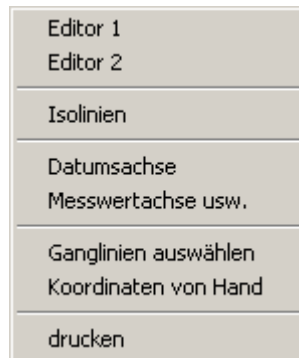 Editor 1
Editor 2
Isolinien
Datumsachse
Messwertachse usw.
Ganglinien auswählen
Koordinaten von Hand
drucken